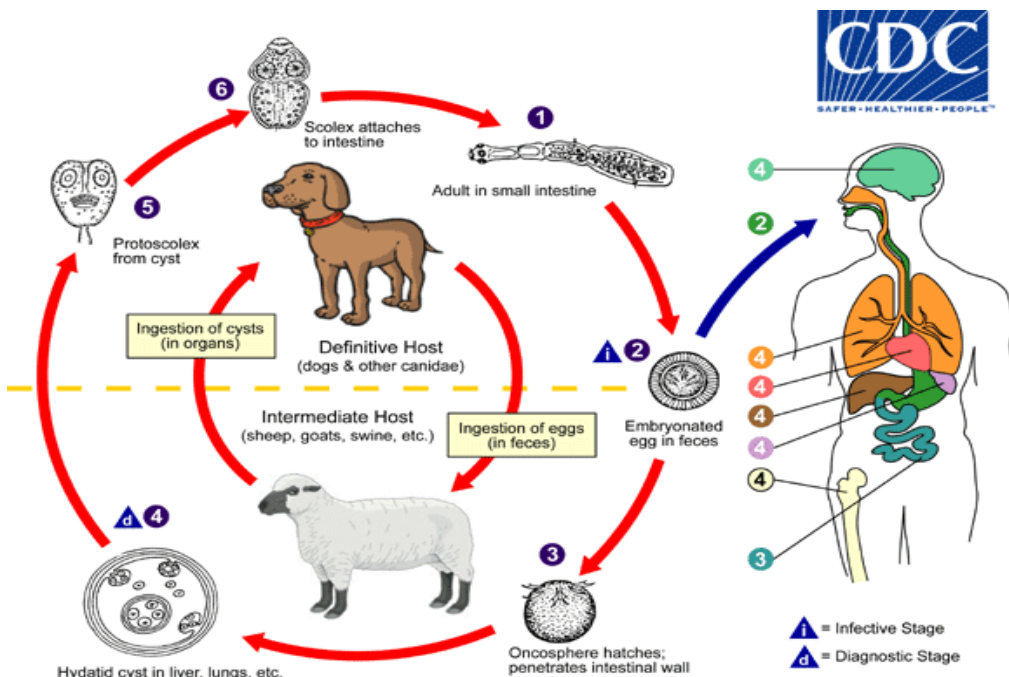 CDC
SAFER • HEALTHIER • PEOPLE™
6
Scolex attaches
to intestine
1
Adult in small intestine
5
Protoscolex
from cyst
Ingestion of cysts
(in organs)
Definitive Host
(dogs & other canidae)
i 2
Embryonated
egg in feces
Intermediate Host
(sheep, goats, swine, etc.)
Ingestion of eggs
(in feces)
d 4
Hydatid cyst in liver, lungs, etc.
3
Oncosphere hatches;
penetrates intestinal wall
4
2
4
4
4
4
4
3
i = Infective Stage
d = Diagnostic Stage